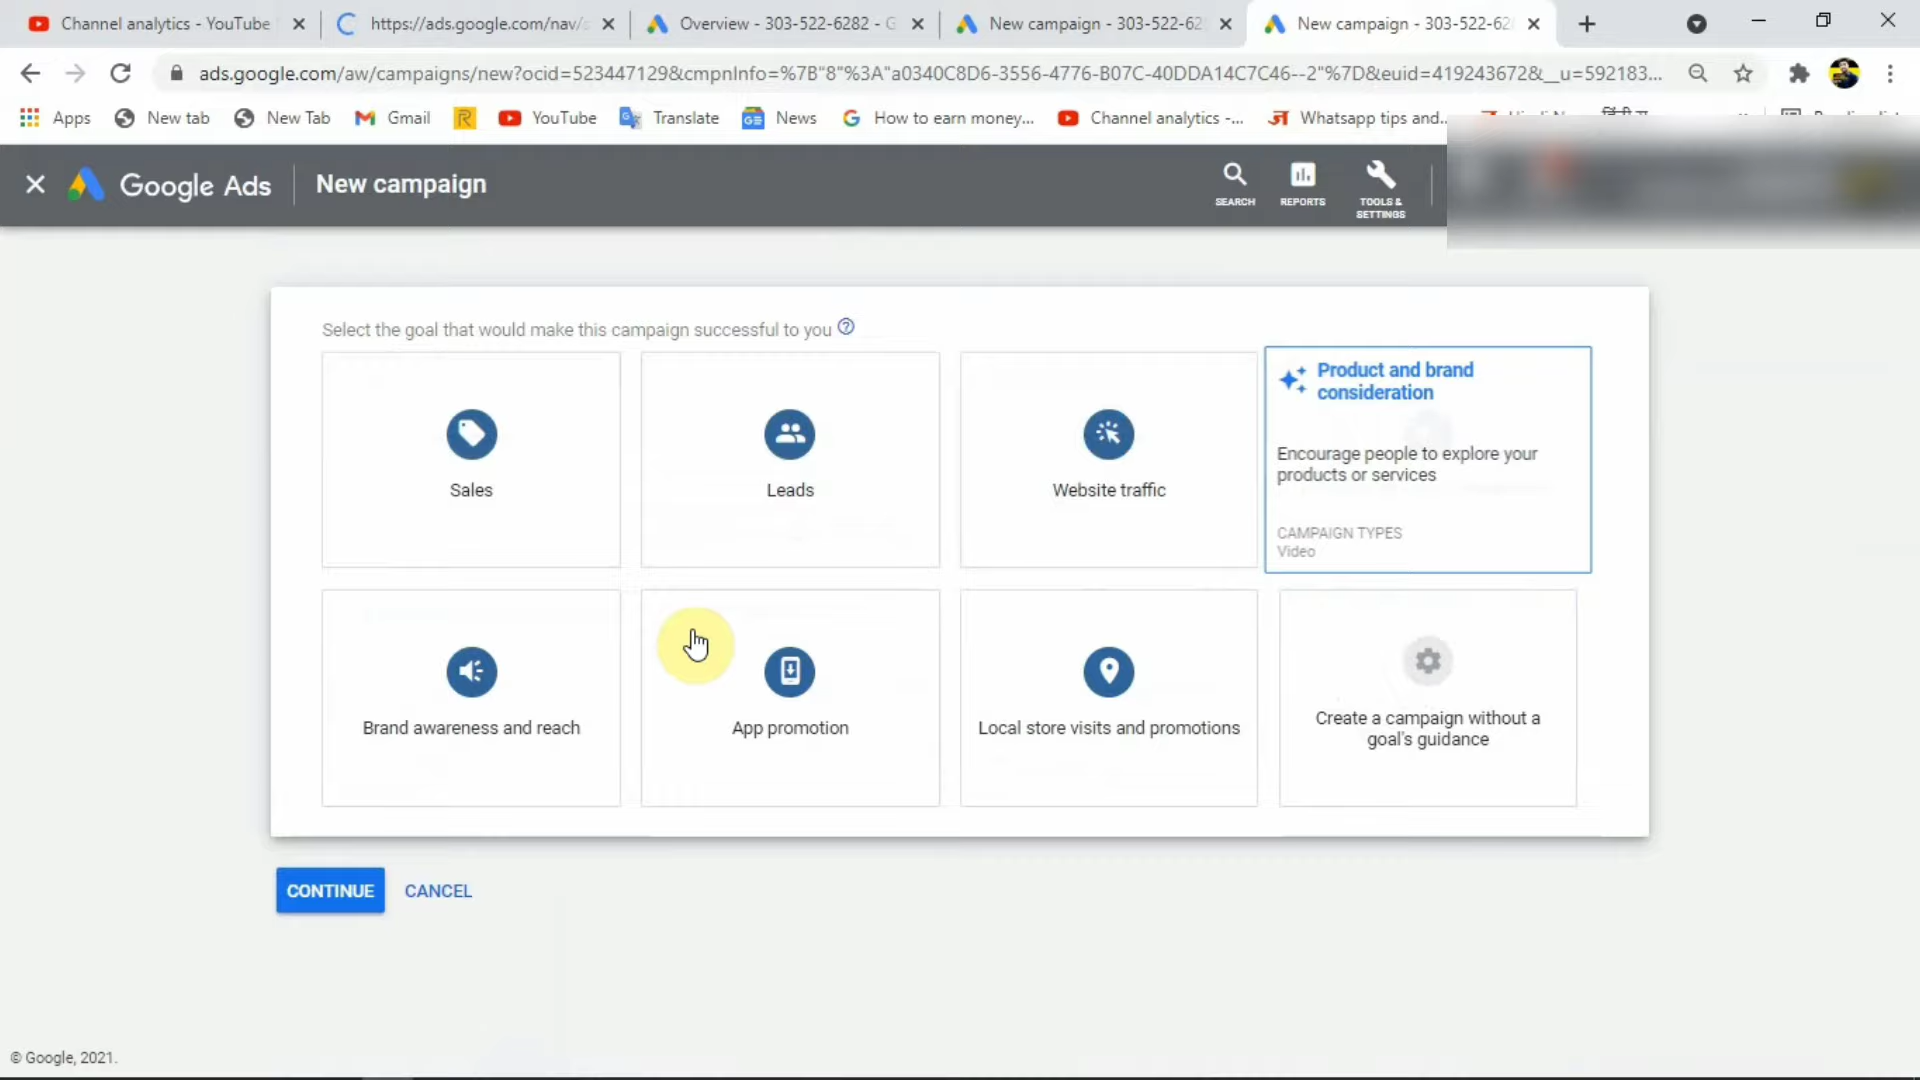 Channel analytics - YouTube
https://ads.google.com/nav/s
Overview - 303-522-6282 - G
New campaign - 303-522-62
New campaign - 303-522-62
ads.google.com/aw/campaigns/new?ocid=523447129&cmpnInfo=%7B"8"%3A"a0340C8D6-3556-4776-B07C-40DDA14C7C46--2"%7D&euid=419243672&__u=592183...
Apps
New tab
New Tab
Gmail
YouTube
Translate
News
How to earn money...
Channel analytics -...
Whatsapp tips and...
Google Ads
New campaign
SEARCH
REPORTS
TOOLS &
SETTINGS
Select the goal that would make this campaign successful to you
Sales
Leads
Website traffic
Product and brand
consideration
Encourage people to explore your
products or services
CAMPAIGN TYPES
Video
Brand awareness and reach
App promotion
Local store visits and promotions
Create a campaign without a
goal's guidance
CONTINUE
CANCEL
© Google, 2021.